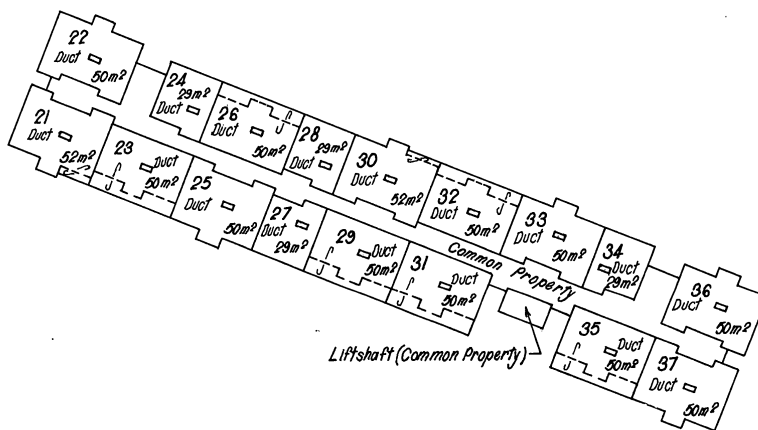 22
Duct
50m²
24
29m²
Duct
26
Duct
50m²
28
29m²
Duct
30
Duct
52m²
32
Duct
50m²
33
Duct
50m²
34
Duct
29m²
36
Duct
50m²
21
Duct
52m²
23
Duct
50m²
25
Duct
50m²
27
Duct
29m²
29
Duct
50m²
31
Duct
50m²
Common Property
Liftshaft (Common Property)
35
Duct
50m²
37
Duct
50m²